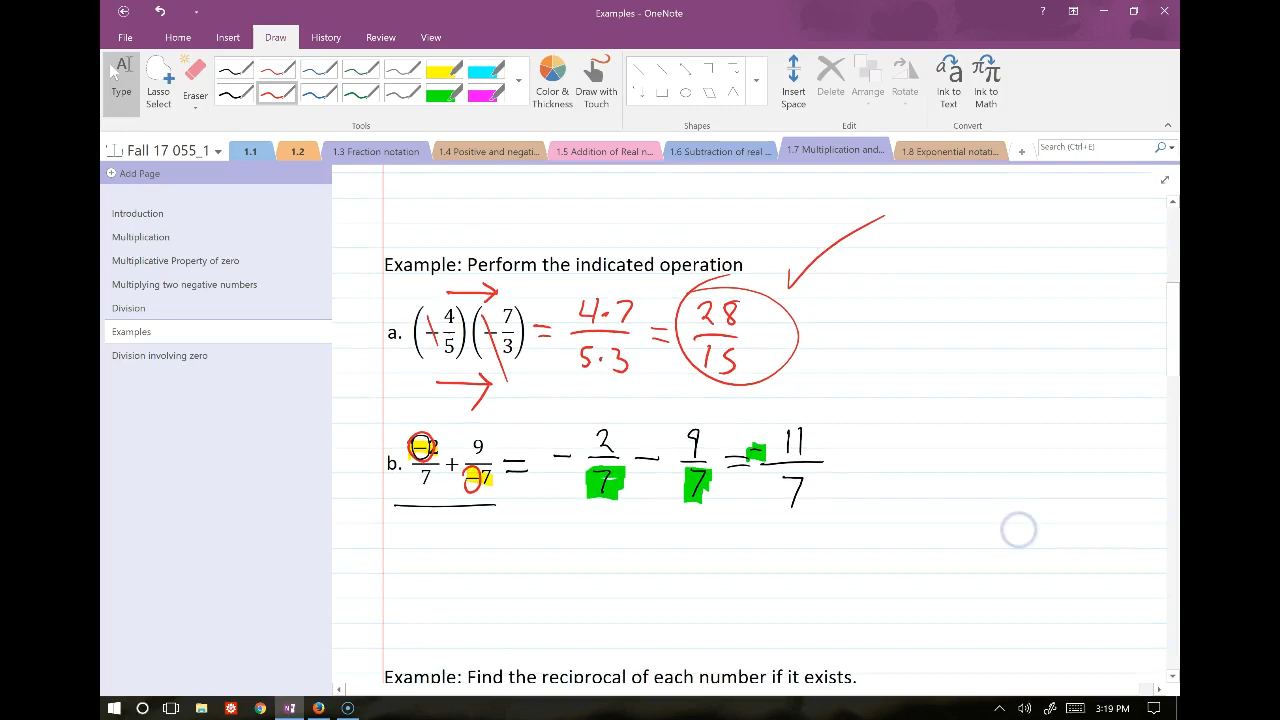 Examples - OneNote
?
File Home Insert Draw History Review View
Type
Lasso Select
Eraser
Color & Thickness
Draw with Touch
Insert Space
Delete
Arrange
Rotate
Ink to Text
Ink to Math
Tools Shapes Edit Convert
Fall 17 055_1 1.1 1.2 1.3 Fraction notation 1.4 Positive and negati... 1.5 Addition of Real n... 1.6 Subtraction of real ... 1.7 Multiplication and... 1.8 Exponential notati... + Search (Ctrl+E)
Add Page
Introduction
Multiplication
Multiplicative Property of zero
Multiplying two negative numbers
Division
Examples
Division involving zero
Example: Perform the indicated operation
a. (-4/5)(-7/3) = 4·7/5·3 = 28/15
b. -2/7 + 9/-7 = -2/7 - 9/7 = -11/7
Example: Find the reciprocal of each number if it exists.
3:19 PM